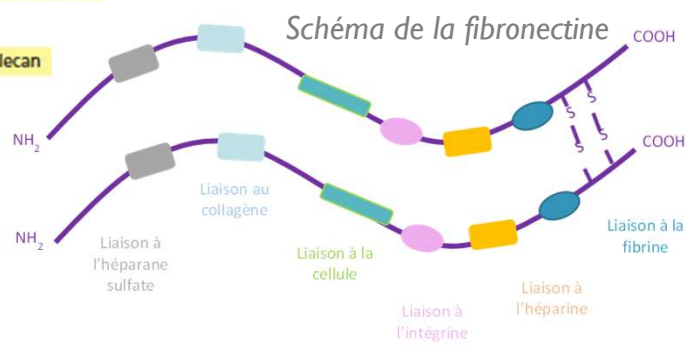 Schéma de la fibronectine
lecan
COOH
NH2
S
S
S
S
COOH
NH2
Liaison à
l'héparane
sulfate
Liaison au
collagène
Liaison à la
cellule
Liaison à
l'intégrine
Liaison à
l'héparine
Liaison à la
fibrine